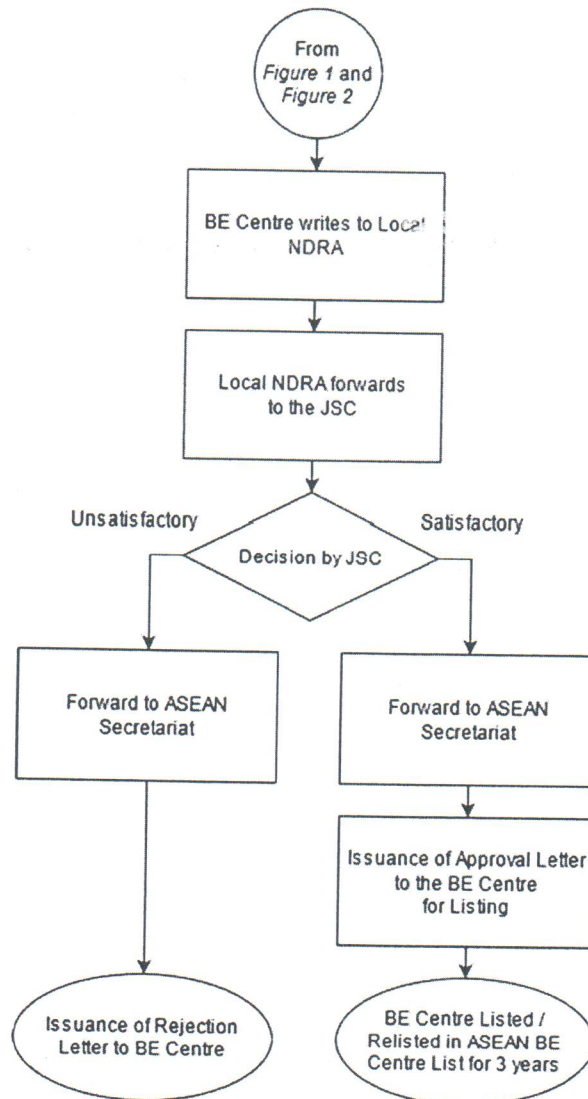 From
Figure 1 and
Figure 2
BE Centre writes to Local
NDRA
Local NDRA forwards
to the JSC
Unsatisfactory
Satisfactory
Decision by JSC
Forward to ASEAN
Secretariat
Forward to ASEAN
Secretariat
Issuance of Approval Letter
to the BE Centre
for Listing
Issuance of Rejection
Letter to BE Centre
BE Centre Listed /
Relisted in ASEAN BE
Centre List for 3 years